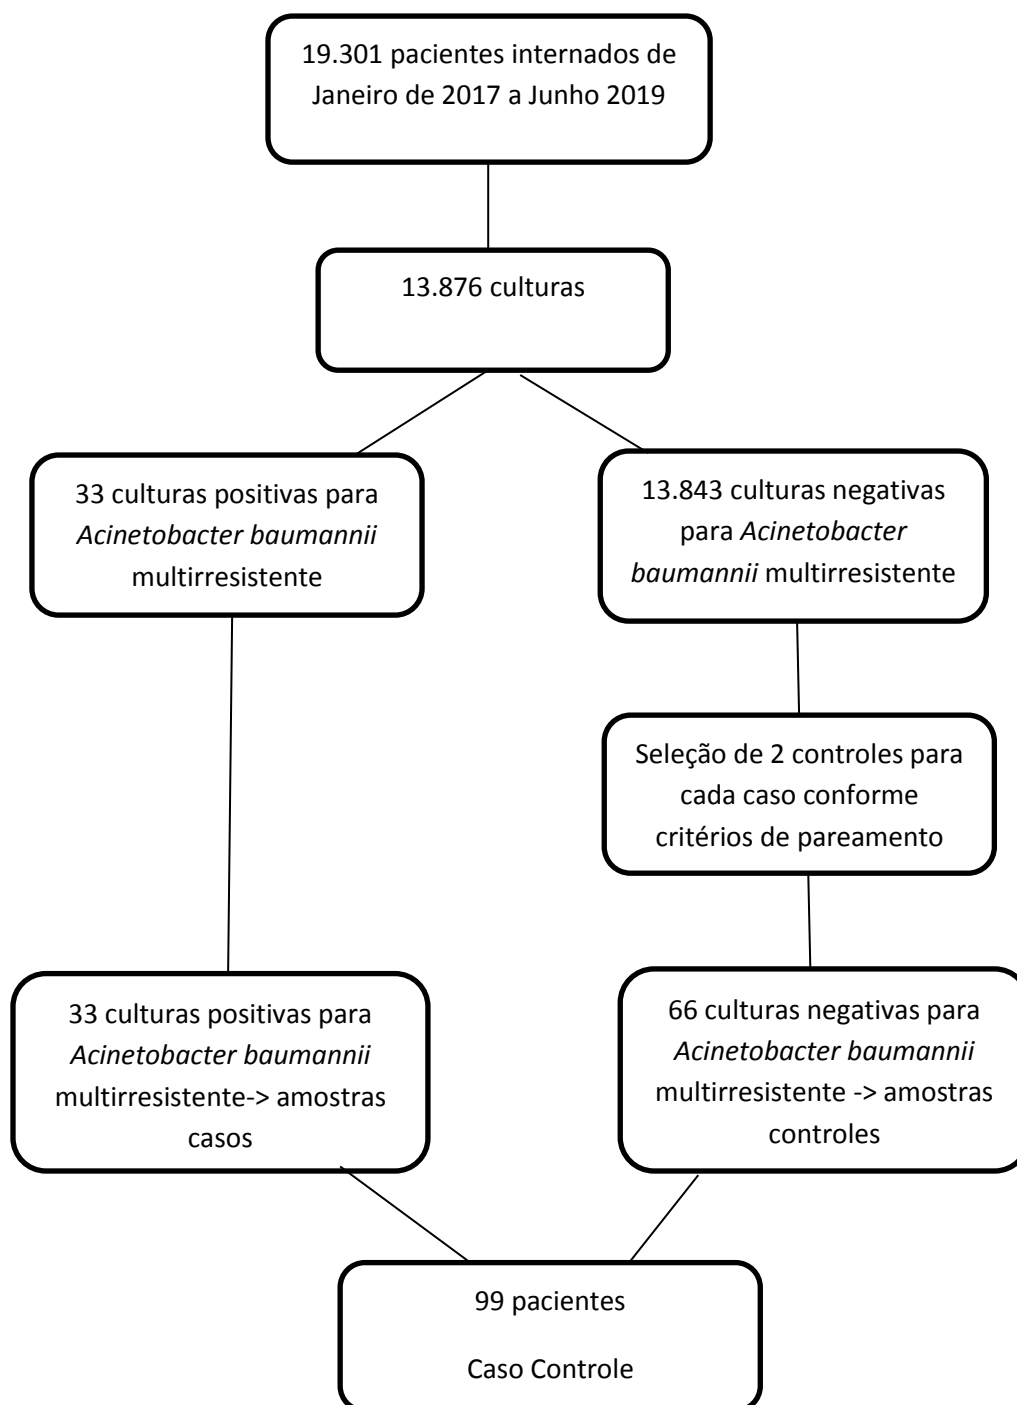 19.301 pacientes internados de
Janeiro de 2017 a Junho 2019
13.876 culturas
33 culturas positivas para
Acinetobacter baumannii
multirresistente
13.843 culturas negativas
para Acinetobacter
baumannii multirresistente
Seleção de 2 controles para
cada caso conforme
critérios de pareamento
33 culturas positivas para
Acinetobacter baumannii
multirresistente-> amostras
casos
66 culturas negativas para
Acinetobacter baumannii
multirresistente -> amostras
controles
99 pacientes
Caso Controle